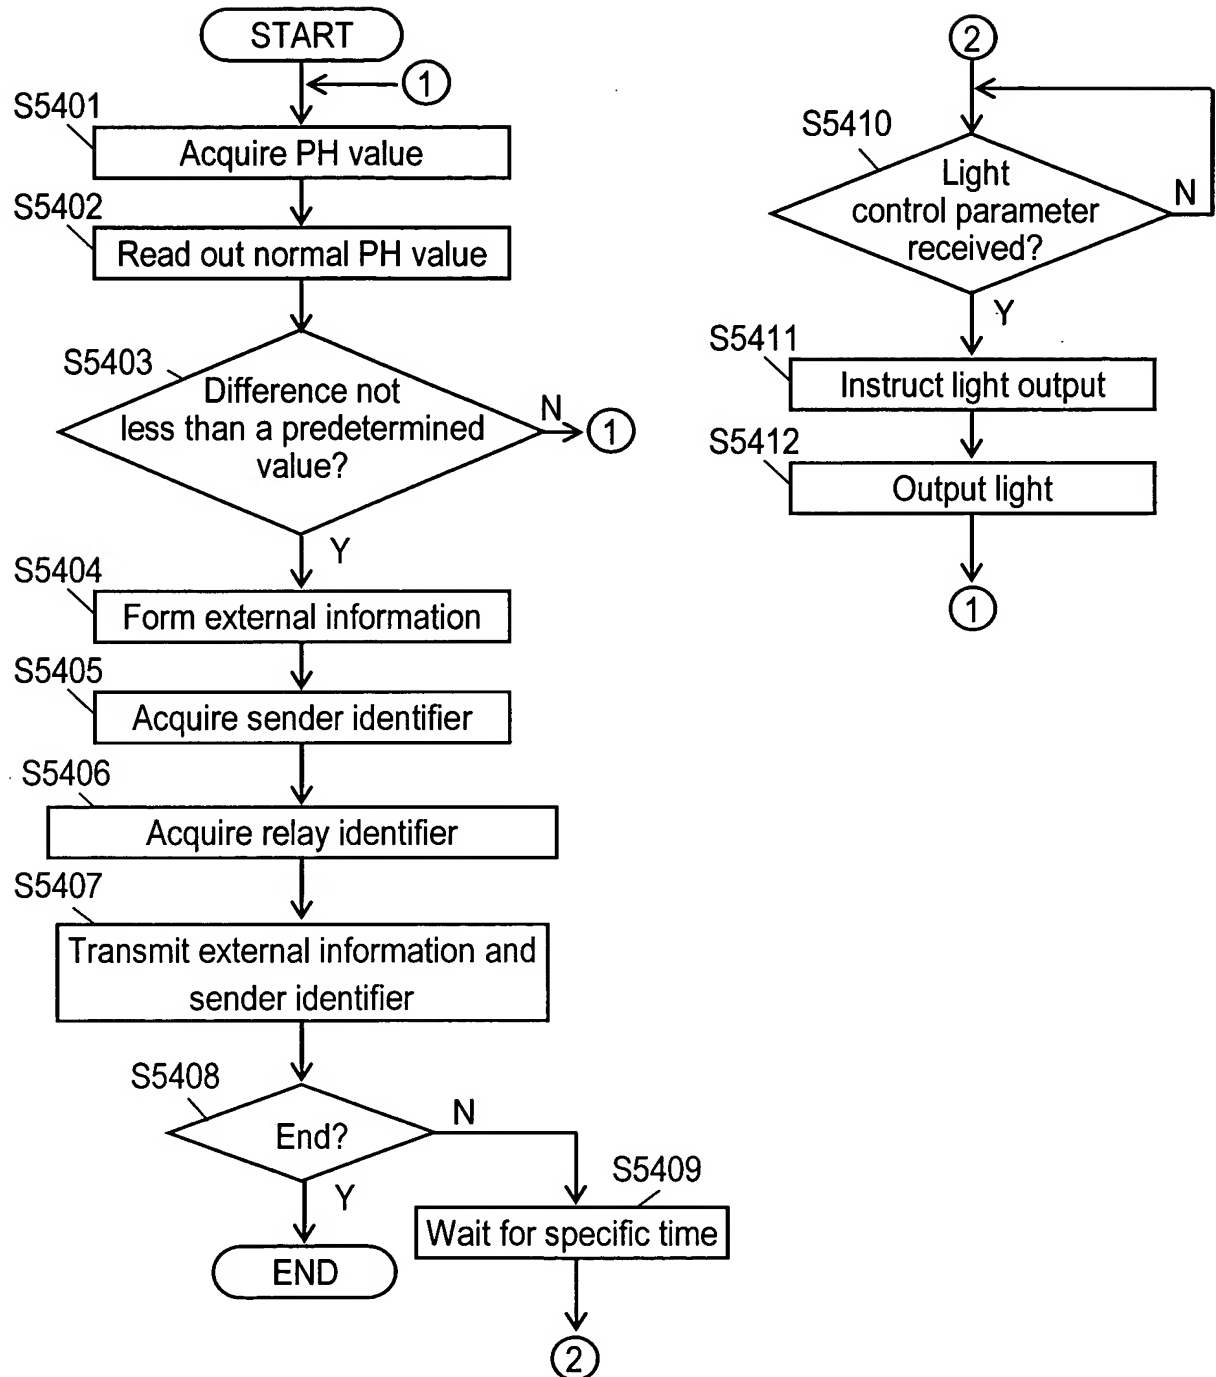 START
1
S5401
Acquire PH value
S5402
Read out normal PH value
S5403
Difference not
less than a predetermined
value?
N
1
Y
S5404
Form external information
S5405
Acquire sender identifier
S5406
Acquire relay identifier
S5407
Transmit external information and
sender identifier
S5408
End?
N
Y
END
S5409
Wait for specific time
2
2
S5410
Light
control parameter
received?
N
Y
S5411
Instruct light output
S5412
Output light
1